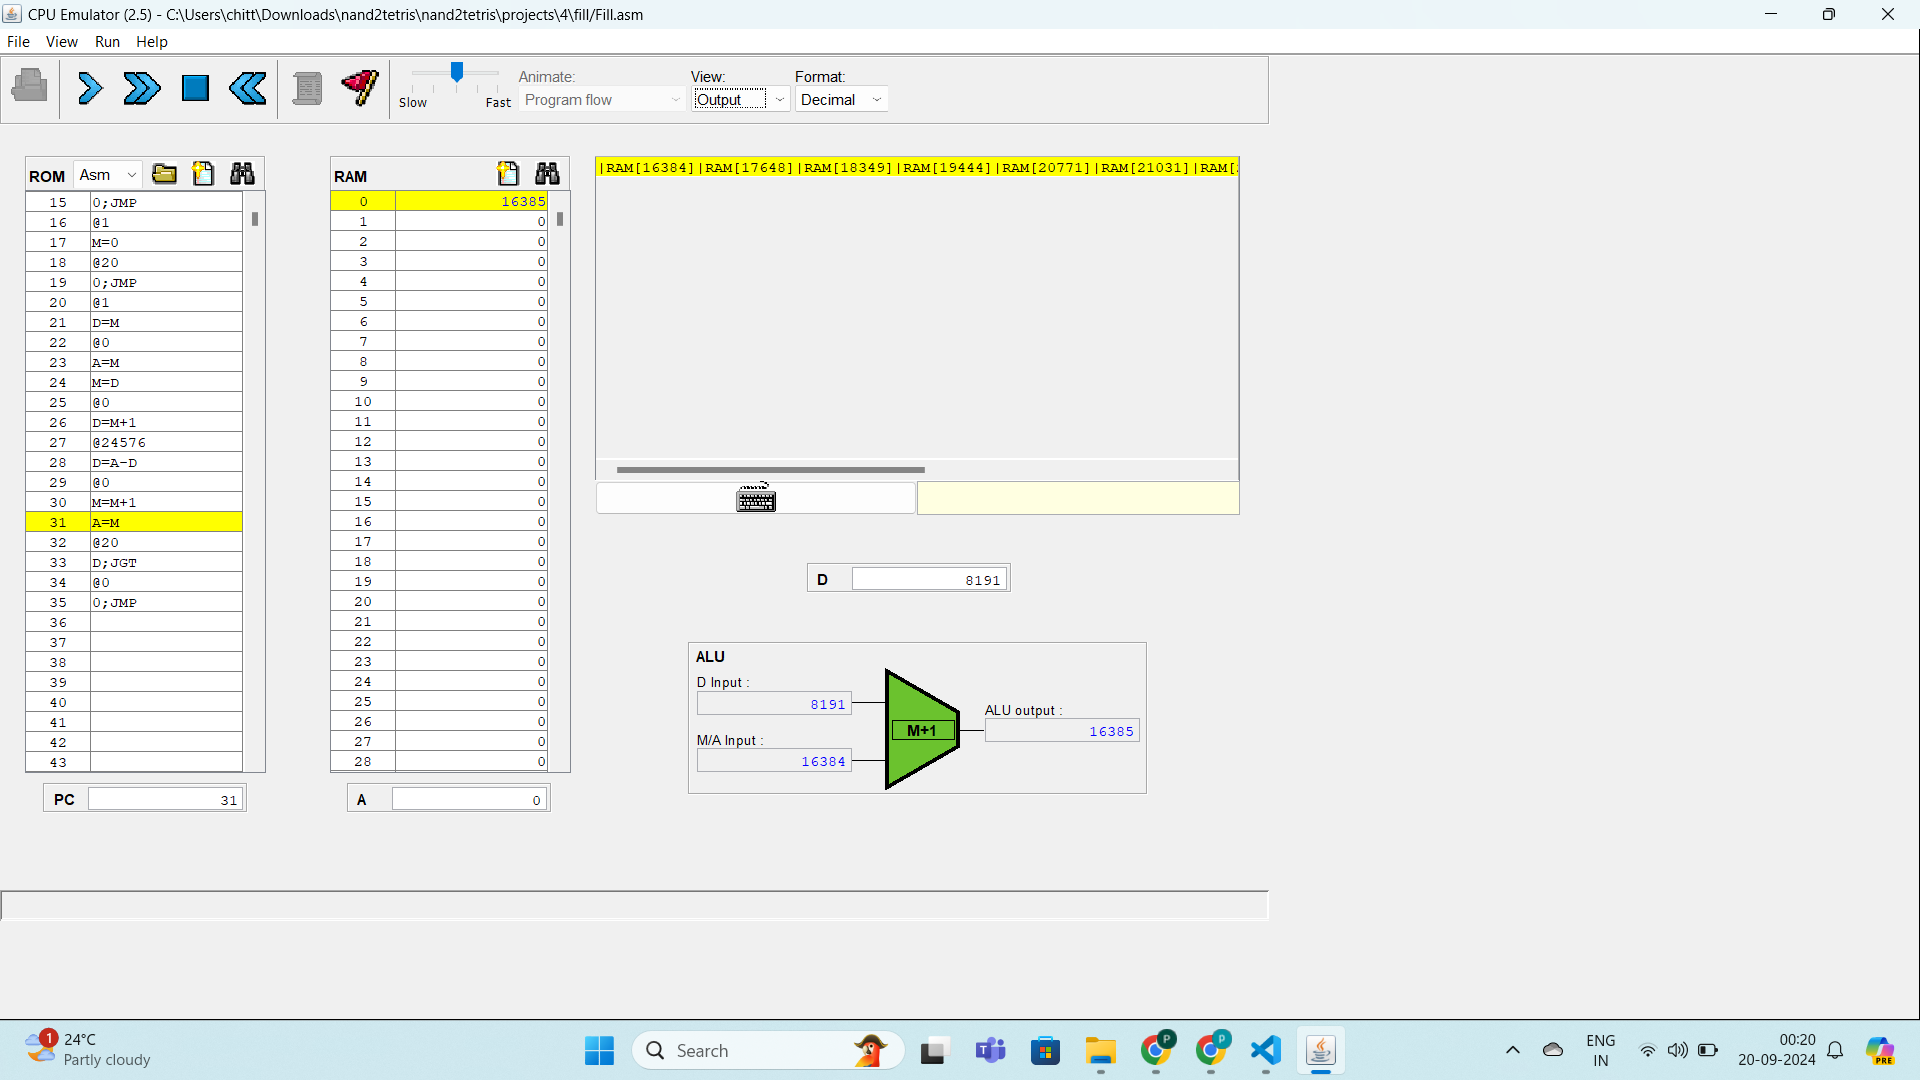 CPU Emulator (2.5) - C:\Users\chitt\Downloads\nand2tetris\nand2tetris\projects\4\fill/Fill.asm
File View Run Help
Animate: View: Format:
Slow Fast Program flow Output Decimal
ROM Asm
15 0;JMP
16 @1
17 M=0
18 @20
19 0;JMP
20 @1
21 D=M
22 @0
23 A=M
24 M=D
25 @0
26 D=M+1
27 @24576
28 D=A-D
29 @0
30 M=M+1
31 A=M
32 @20
33 D;JGT
34 @0
35 0;JMP
36
37
38
39
40
41
42
43
PC 31
RAM
0 16385
1 0
2 0
3 0
4 0
5 0
6 0
7 0
8 0
9 0
10 0
11 0
12 0
13 0
14 0
15 0
16 0
17 0
18 0
19 0
20 0
21 0
22 0
23 0
24 0
25 0
26 0
27 0
28 0
A 0
|RAM[16384]|RAM[17648]|RAM[18349]|RAM[19444]|RAM[20771]|RAM[21031]|RAM[
D 8191
ALU
D Input :
8191
M/A Input :
16384
M+1
ALU output :
16385
1
24°C
Partly cloudy
Search
P
P
ENG
IN
00:20
20-09-2024
PRE